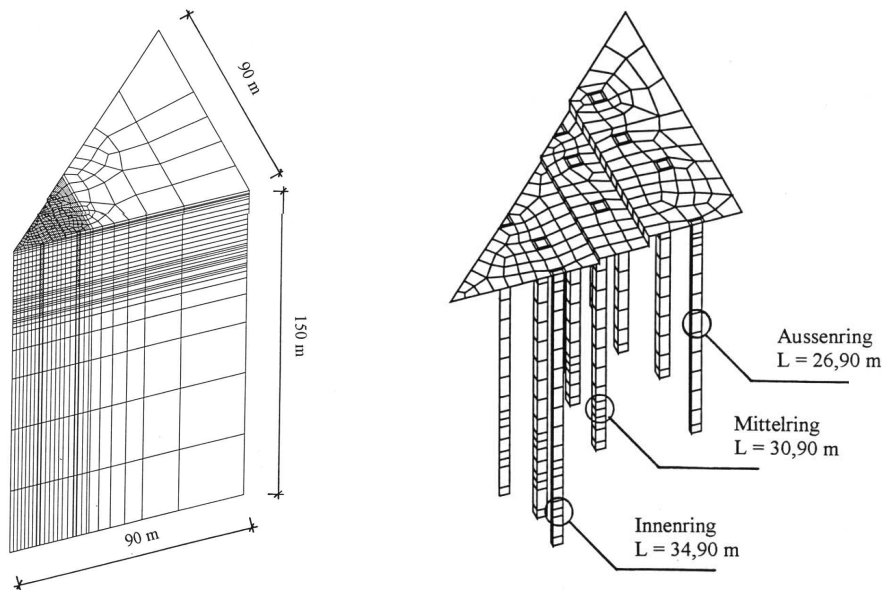 90 m
150 m
90 m
Aussenring
L = 26,90 m
Mittelring
L = 30,90 m
Innenring
L = 34,90 m